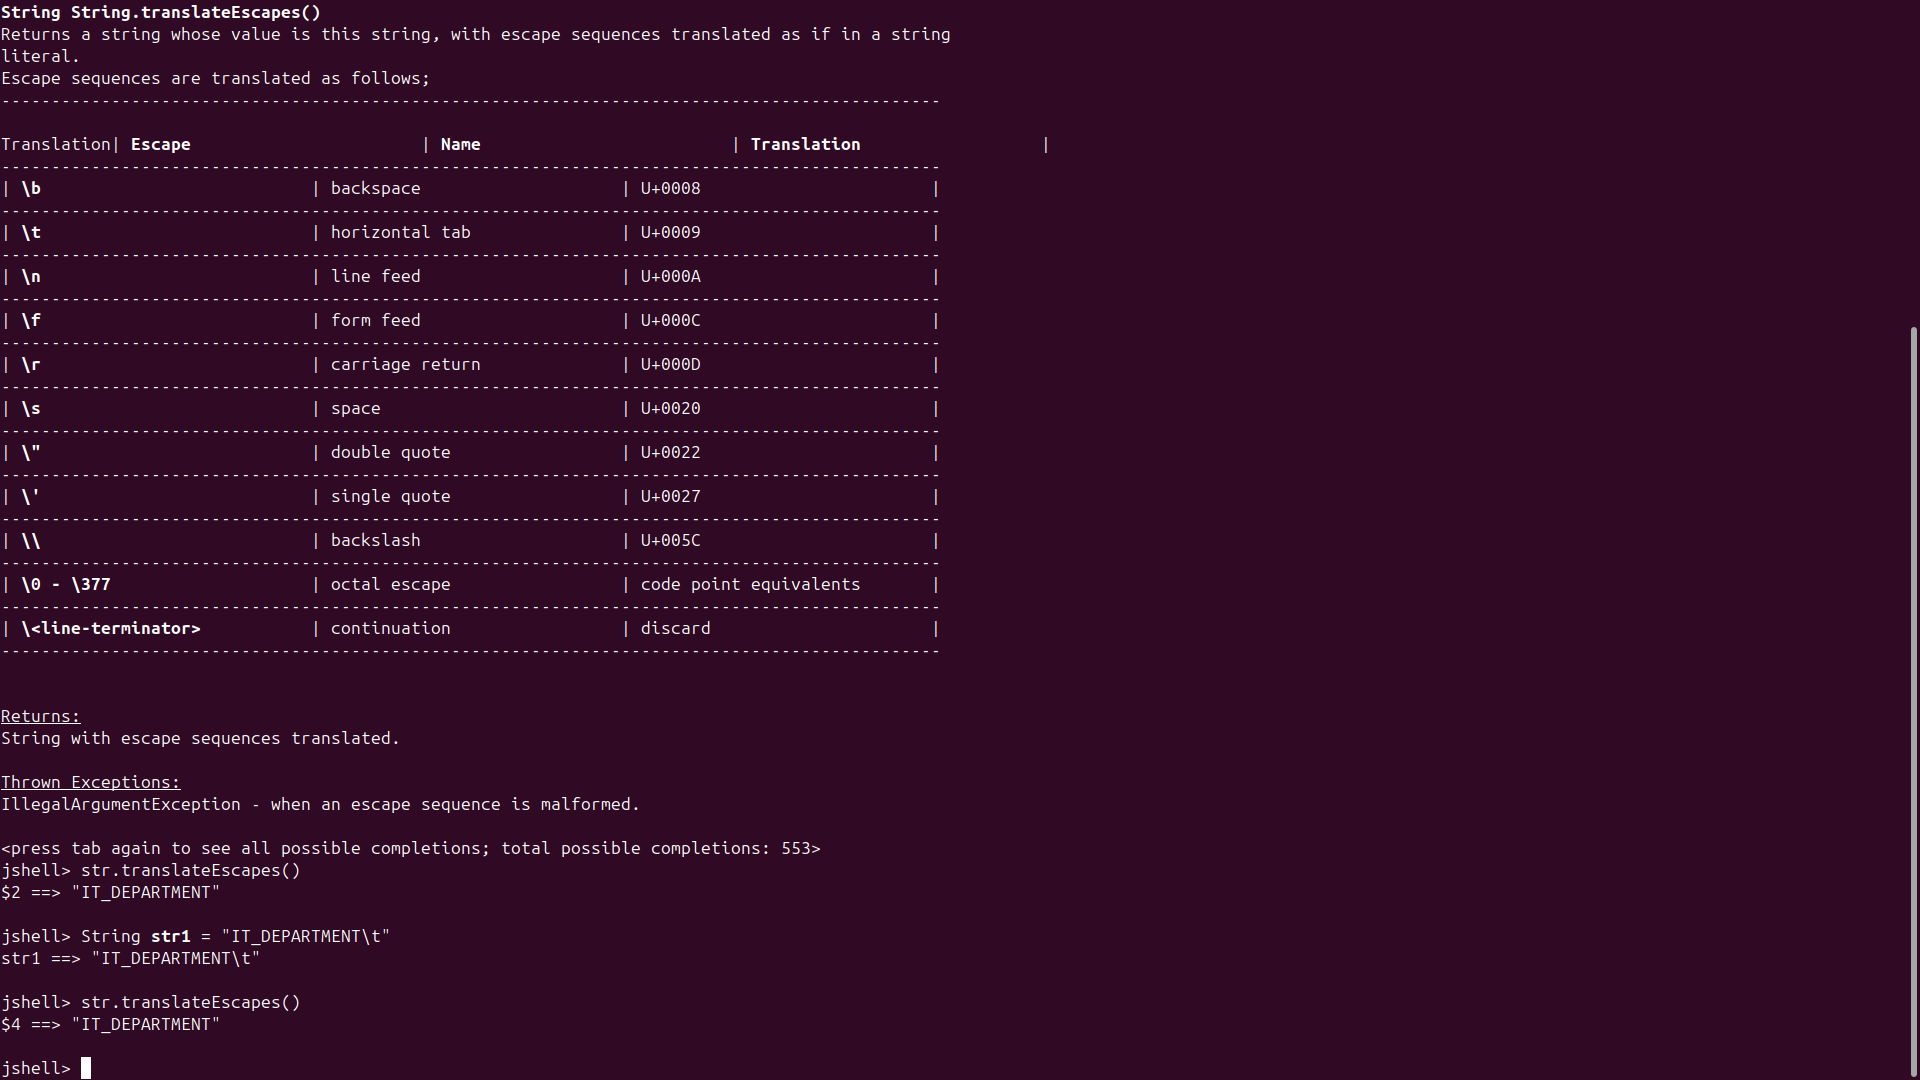 String String.translateEscapes()
Returns a string whose value is this string, with escape sequences translated as if in a string
literal.
Escape sequences are translated as follows;
----------------------------------------------------------------------------------------------
Translation| Escape                       | Name                         | Translation                  |
----------------------------------------------------------------------------------------------
| \b                           | backspace                    | U+0008                       |
----------------------------------------------------------------------------------------------
| \t                           | horizontal tab               | U+0009                       |
----------------------------------------------------------------------------------------------
| \n                           | line feed                    | U+000A                       |
----------------------------------------------------------------------------------------------
| \f                           | form feed                    | U+000C                       |
----------------------------------------------------------------------------------------------
| \r                           | carriage return              | U+000D                       |
----------------------------------------------------------------------------------------------
| \s                           | space                        | U+0020                       |
----------------------------------------------------------------------------------------------
| \"                           | double quote                 | U+0022                       |
----------------------------------------------------------------------------------------------
| \'                           | single quote                 | U+0027                       |
----------------------------------------------------------------------------------------------
| \\                           | backslash                    | U+005C                       |
----------------------------------------------------------------------------------------------
| \0 - \377                    | octal escape                 | code point equivalents       |
----------------------------------------------------------------------------------------------
| \<line-terminator>           | continuation                 | discard                      |
----------------------------------------------------------------------------------------------
Returns:
String with escape sequences translated.
Thrown Exceptions:
IllegalArgumentException - when an escape sequence is malformed.
<press tab again to see all possible completions; total possible completions: 553>
jshell> str.translateEscapes()
$2 ==> "IT_DEPARTMENT"
jshell> String str1 = "IT_DEPARTMENT\t"
str1 ==> "IT_DEPARTMENT\t"
jshell> str.translateEscapes()
$4 ==> "IT_DEPARTMENT"
jshell>